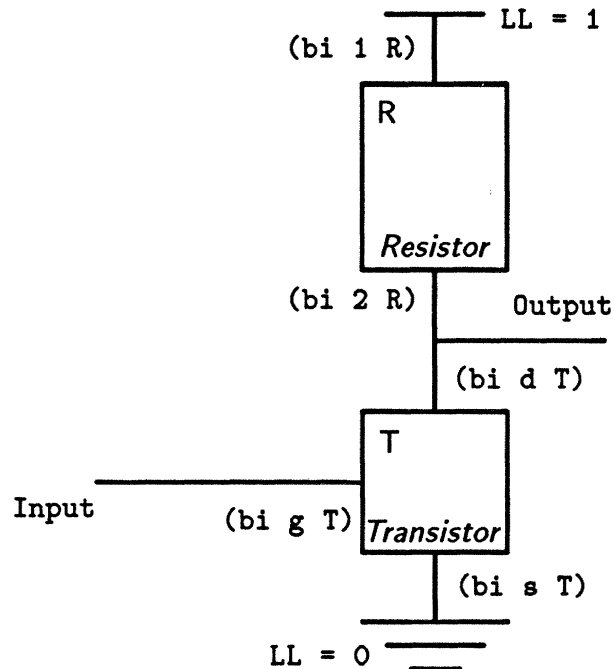 LL = 1
(bi 1 R)
R
Resistor
(bi 2 R)
Output
(bi d T)
T
Input
(bi g T)
Transistor
(bi s T)
LL = 0